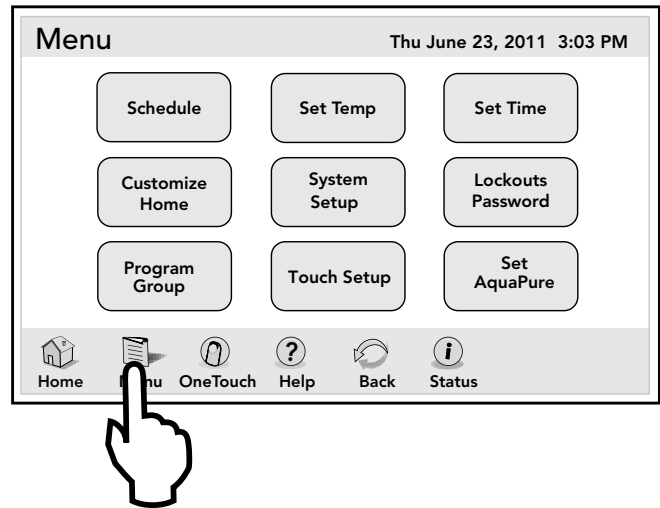 Menu Thu June 23, 2011 3:03 PM
Schedule Set Temp Set Time
Customize Home
System Setup
Lockouts Password
Program Group
Touch Setup
Set AquaPure
Home Menu OneTouch Help Back Status